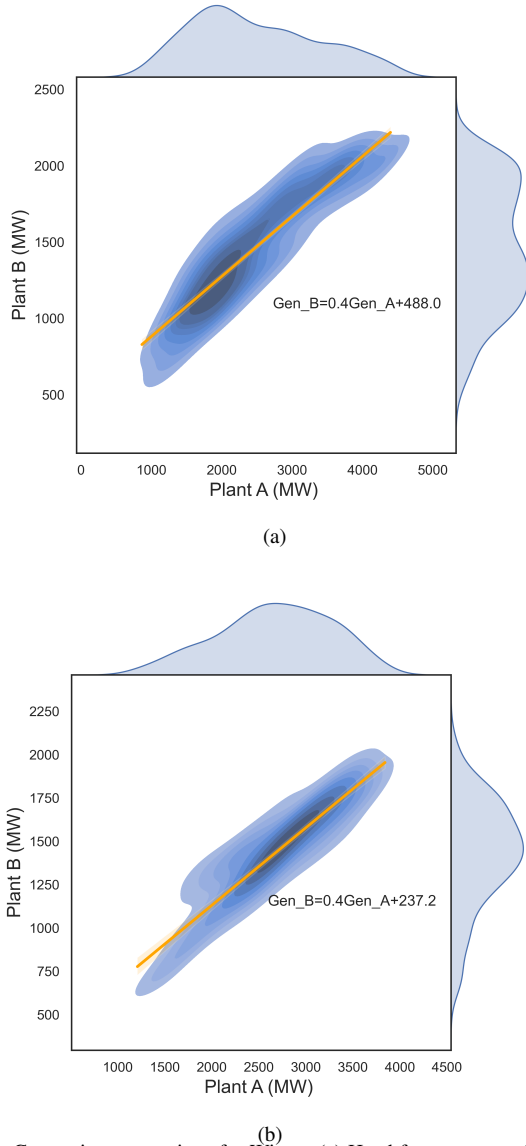 2500
2000
1500
1000
500
Plant B (MW)
Gen_B=0.4Gen_A+488.0
0 1000 2000 3000 4000 5000
Plant A (MW)
(a)
2250
2000
1750
1500
1250
1000
750
500
Plant B (MW)
Gen_B=0.4Gen_A+237.2
1000 1500 2000 2500 3000 3500 4000 4500
Plant A (MW)
(b)